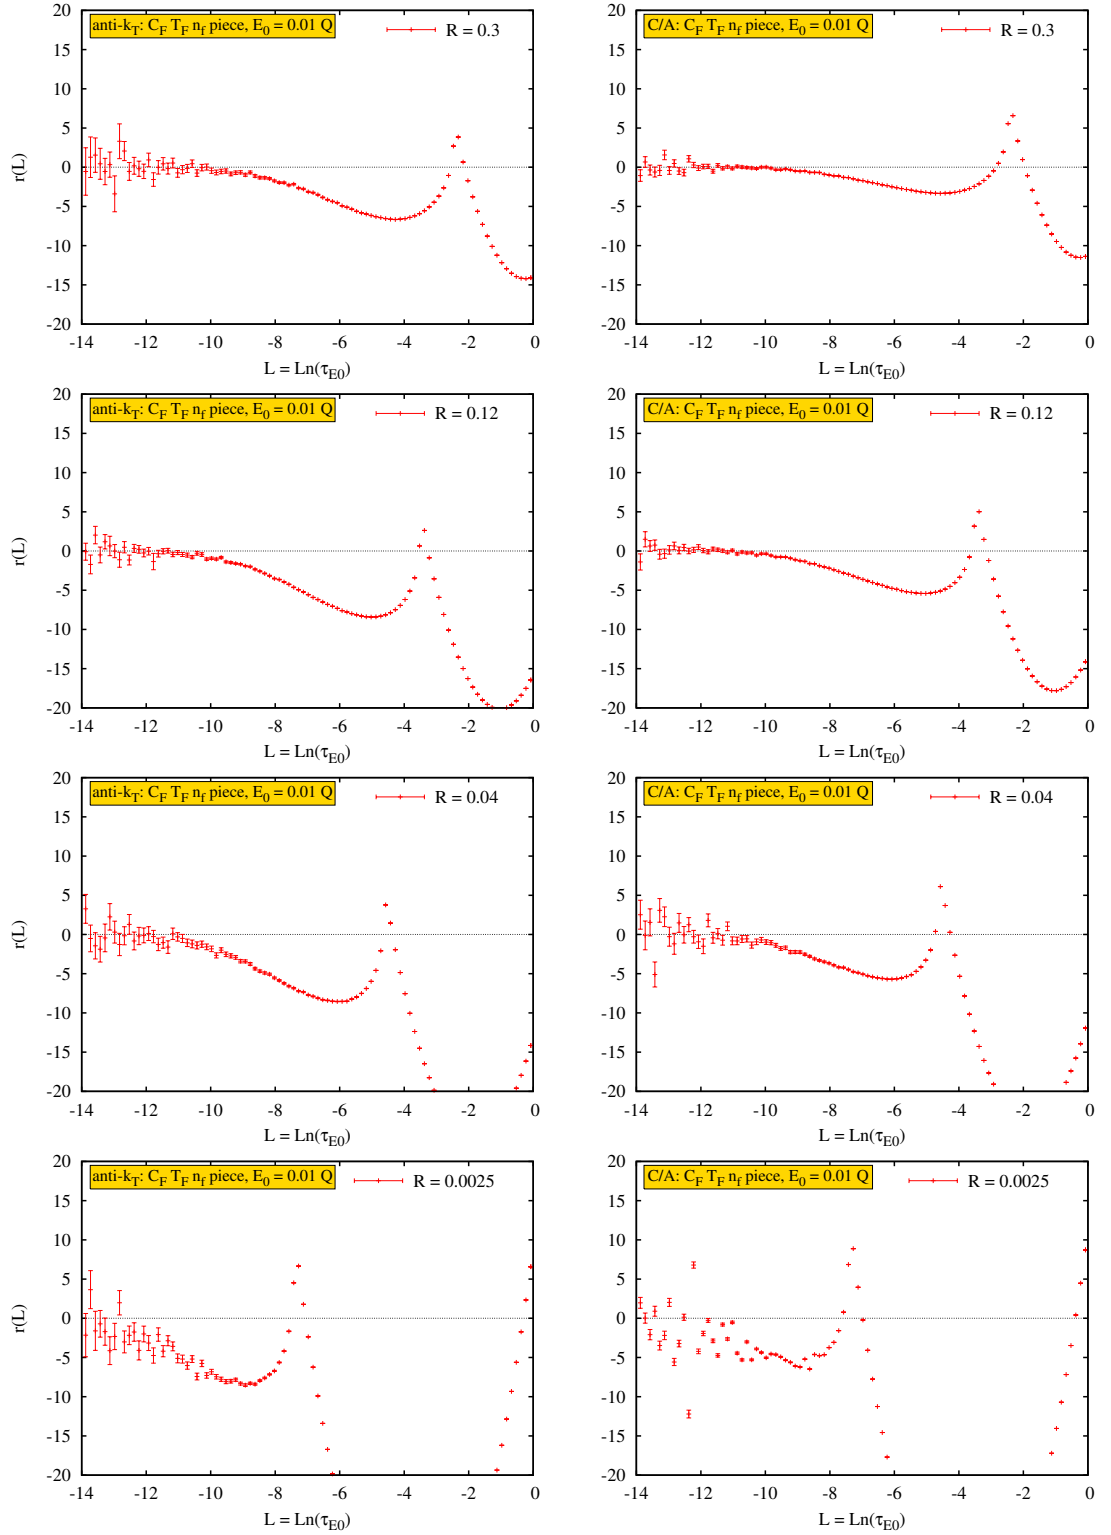 anti-kT: CF TF nf piece, E0 = 0.01 Q
R = 0.3
r(L)
20
15
10
5
0
-5
-10
-15
-20
-14 -12 -10 -8 -6 -4 -2 0
L = Ln(τE0)
C/A: CF TF nf piece, E0 = 0.01 Q
R = 0.3
20
15
10
5
0
-5
-10
-15
-20
-14 -12 -10 -8 -6 -4 -2 0
L = Ln(τE0)
anti-kT: CF TF nf piece, E0 = 0.01 Q
R = 0.12
r(L)
20
15
10
5
0
-5
-10
-15
-20
-14 -12 -10 -8 -6 -4 -2 0
L = Ln(τE0)
C/A: CF TF nf piece, E0 = 0.01 Q
R = 0.12
20
15
10
5
0
-5
-10
-15
-20
-14 -12 -10 -8 -6 -4 -2 0
L = Ln(τE0)
anti-kT: CF TF nf piece, E0 = 0.01 Q
R = 0.04
r(L)
20
15
10
5
0
-5
-10
-15
-20
-14 -12 -10 -8 -6 -4 -2 0
L = Ln(τE0)
C/A: CF TF nf piece, E0 = 0.01 Q
R = 0.04
20
15
10
5
0
-5
-10
-15
-20
-14 -12 -10 -8 -6 -4 -2 0
L = Ln(τE0)
anti-kT: CF TF nf piece, E0 = 0.01 Q
R = 0.0025
r(L)
20
15
10
5
0
-5
-10
-15
-20
-14 -12 -10 -8 -6 -4 -2 0
L = Ln(τE0)
C/A: CF TF nf piece, E0 = 0.01 Q
R = 0.0025
20
15
10
5
0
-5
-10
-15
-20
-14 -12 -10 -8 -6 -4 -2 0
L = Ln(τE0)